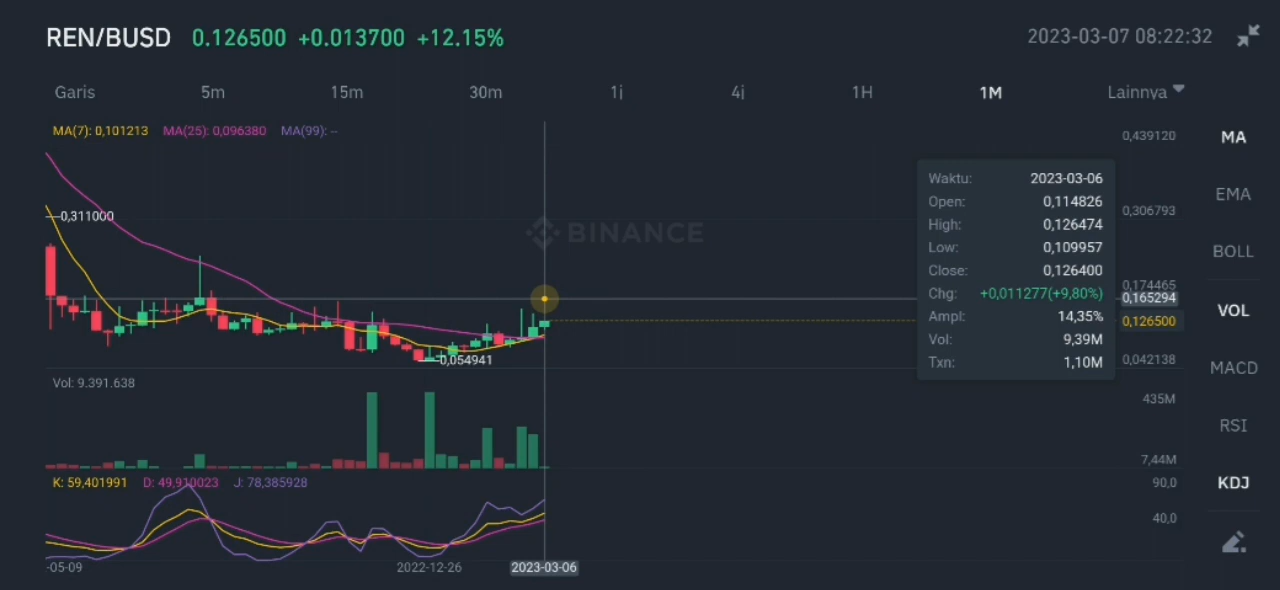 REN/BUSD 0.126500 +0.013700 +12.15% 2023-03-07 08:22:32
Garis 5m 15m 30m 1j 4j 1H 1M Lainnya
MA(7): 0,101213 MA(25): 0,096380 MA(99): --
0,439120
MA
Waktu: 2023-03-06
Open: 0,114826
High: 0,126474
Low: 0,109957
Close: 0,126400
Chg: +0,011277(+9,80%)
Ampl: 14,35%
Vol: 9,39M
Txn: 1,10M
EMA
0,311000
0,306793
BINANCE
BOLL
0,174465
0,165294
VOL
0,126500
0,054941
0,042138
MACD
Vol: 9.391.638
435M
RSI
7,44M
K: 59,401991 D: 49,910023 J: 78,385928
90,0
KDJ
40,0
-05-09 2022-12-26 2023-03-06